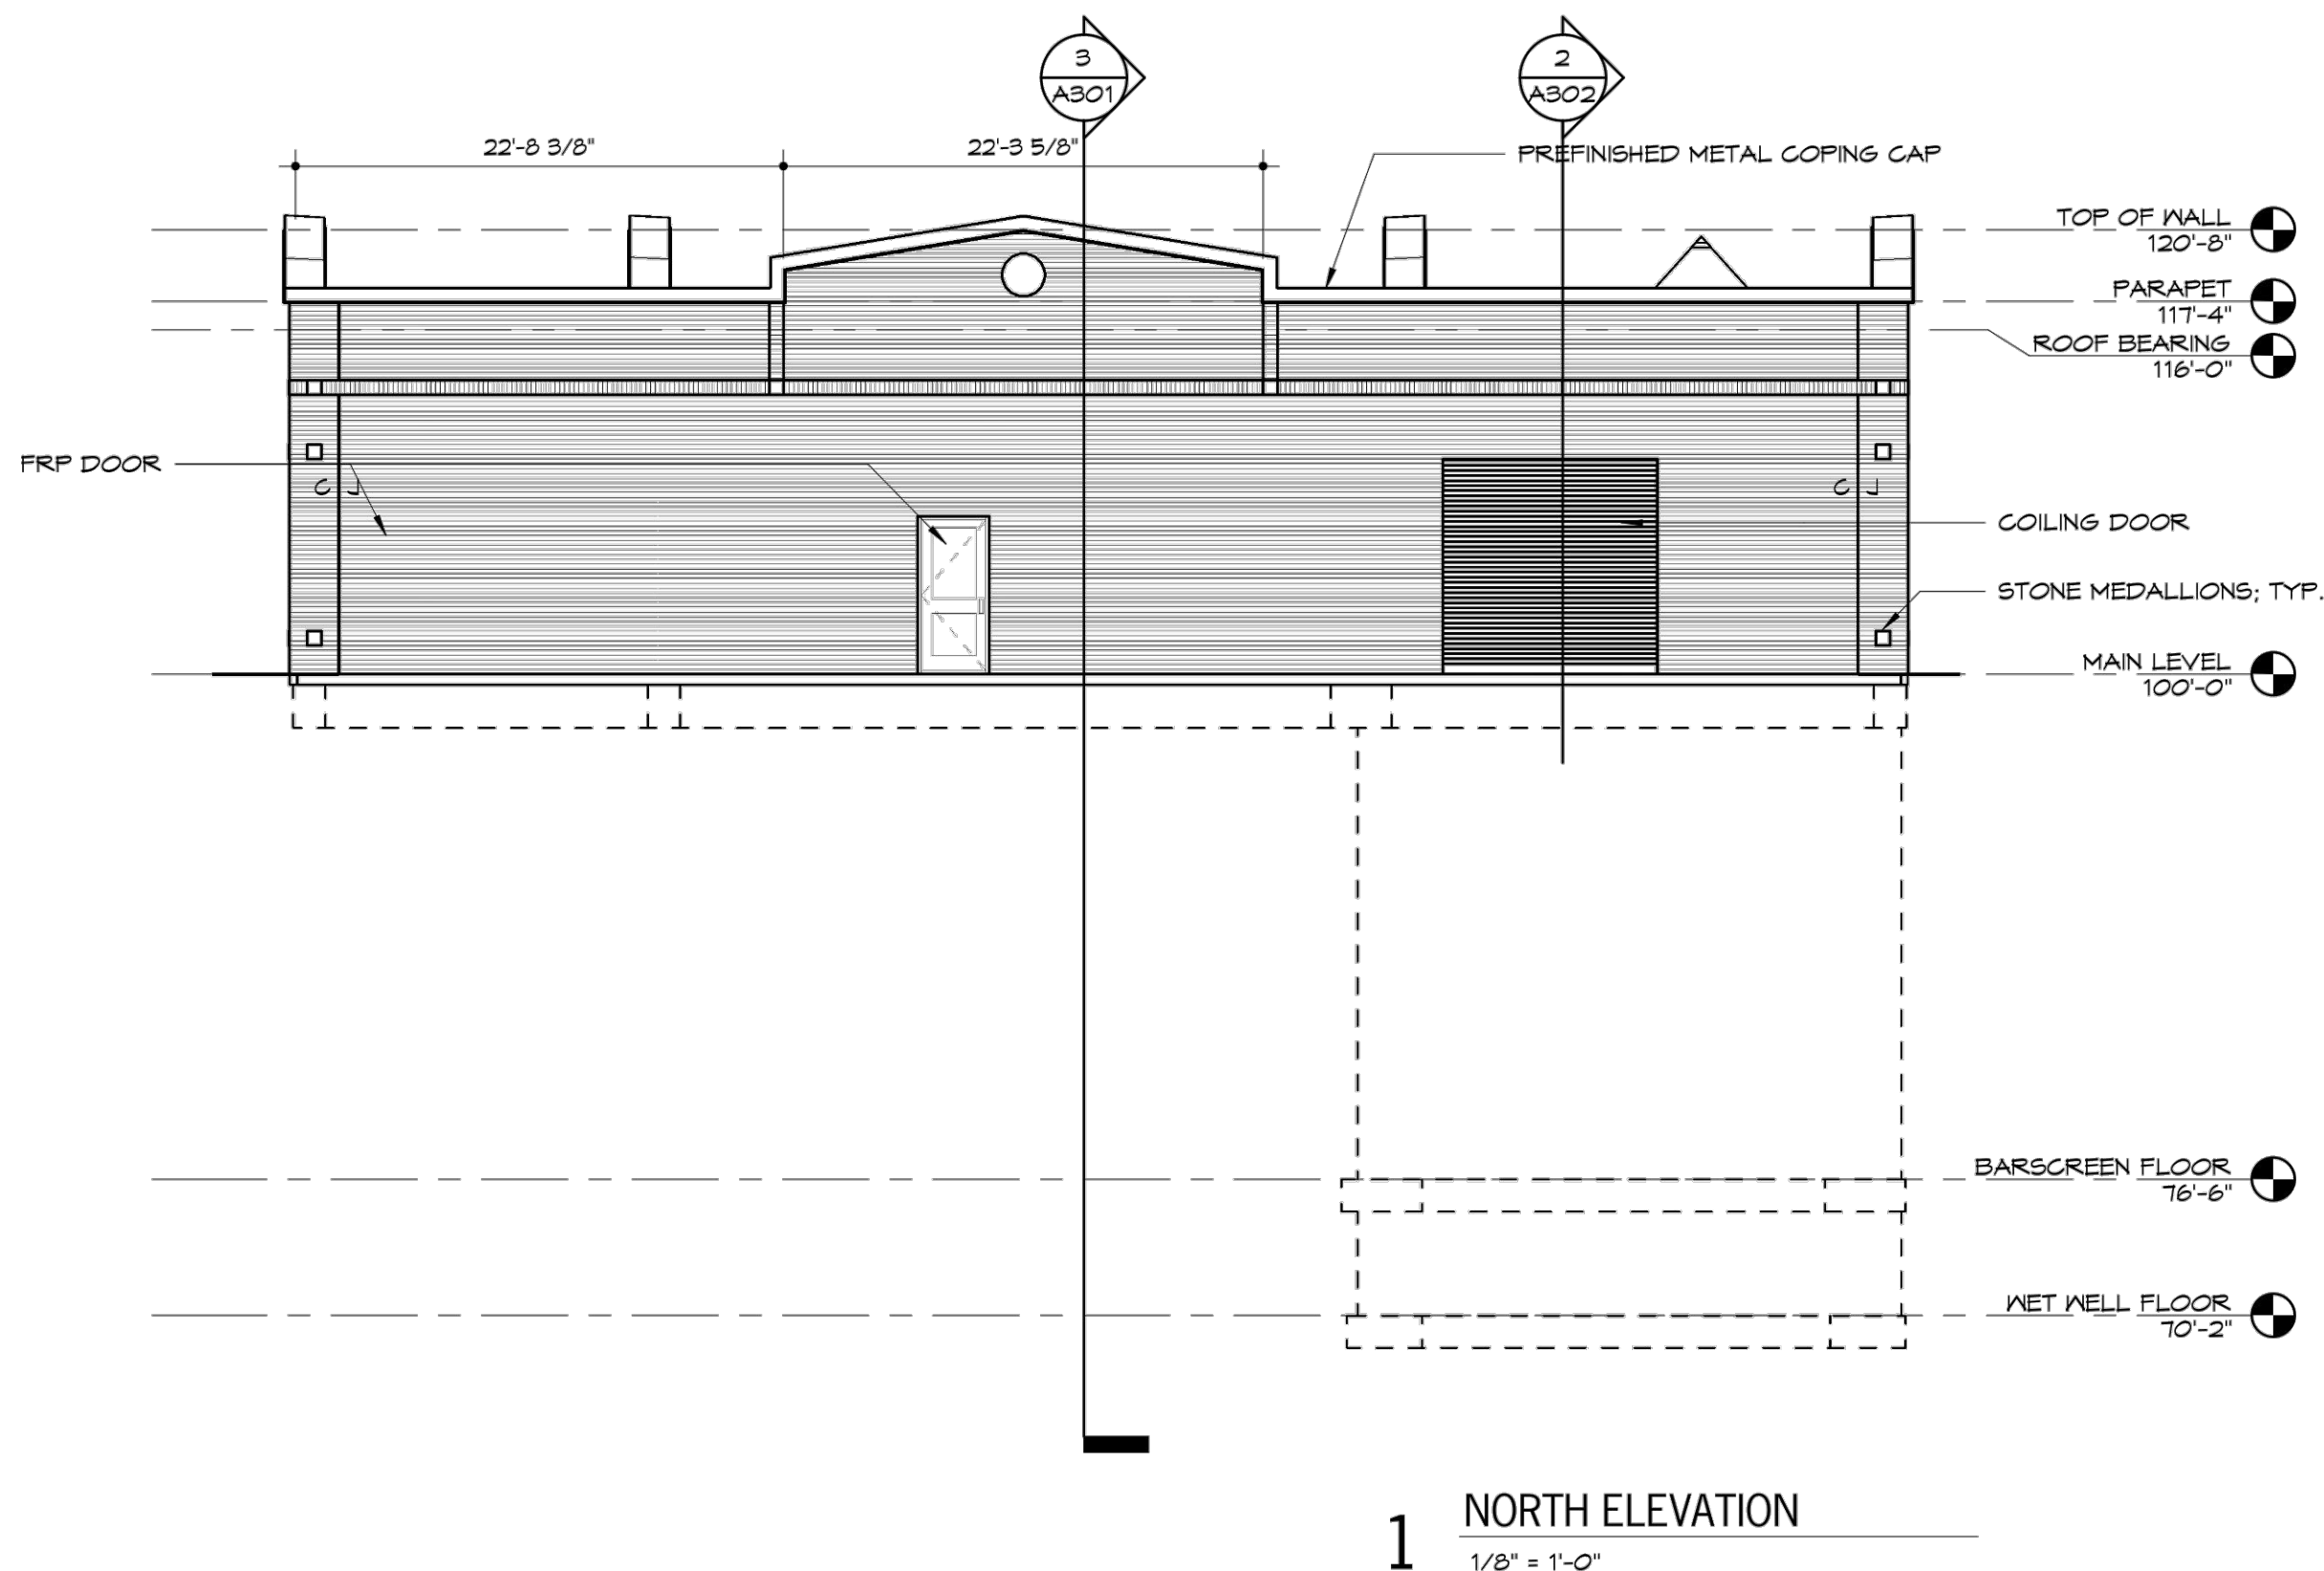 3
A301
2
A302
22'-8 3/8"
22'-3 5/8"
PREFINISHED METAL COPING CAP
TOP OF WALL
120'-8"
PARAPET
117'-4"
ROOF BEARING
116'-0"
FRP DOOR
C J
C J
COILING DOOR
STONE MEDALLIONS; TYP.
MAIN LEVEL
100'-0"
BARSCREEN FLOOR
76'-6"
WET WELL FLOOR
70'-2"
1 NORTH ELEVATION
1/8" = 1'-0"